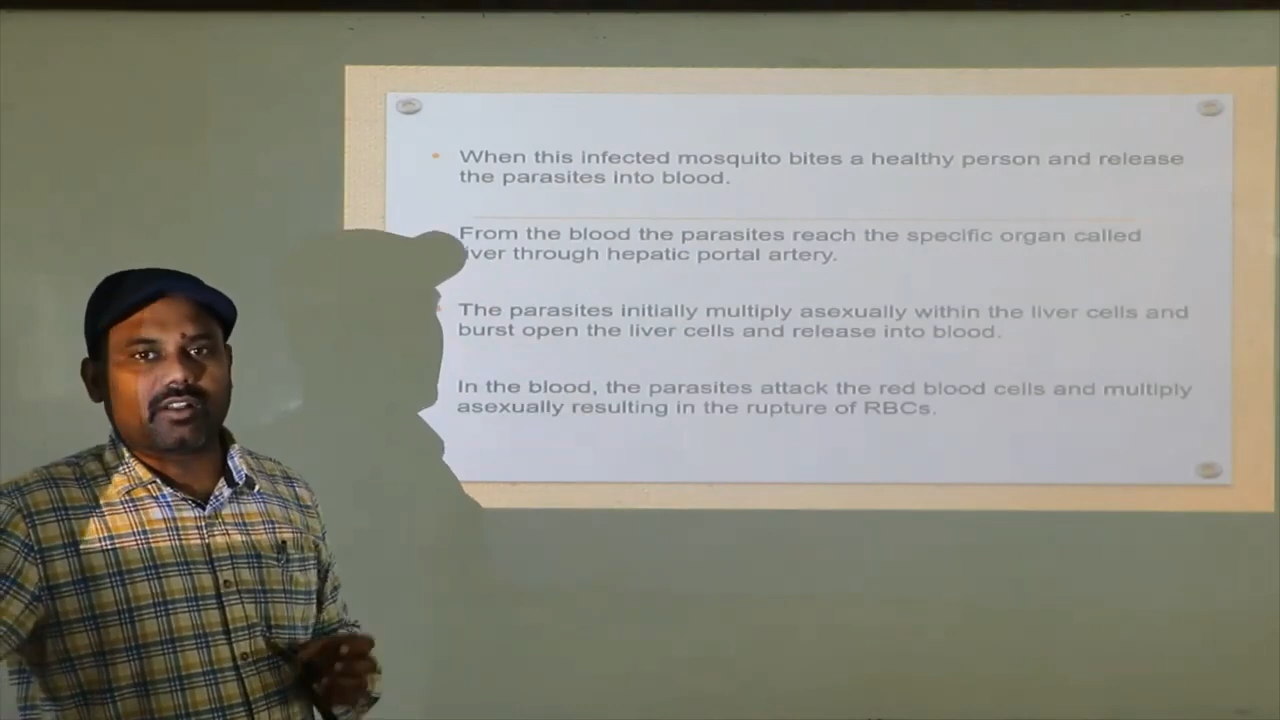 When this infected mosquito bites a healthy person and release
the parasites into blood.
From the blood the parasites reach the specific organ called
iver through hepatic portal artery.
The parasites initially multiply asexually within the liver cells and
burst open the liver cells and release into blood.
In the blood, the parasites attack the red blood cells and multiply
asexually resulting in the rupture of RBCs.